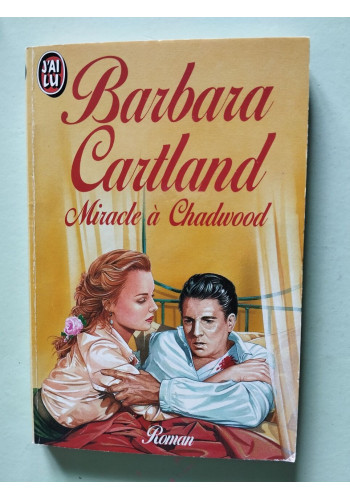 J'AI
LU
Barbara
Cartland
Miracle à Chadwood
Roman